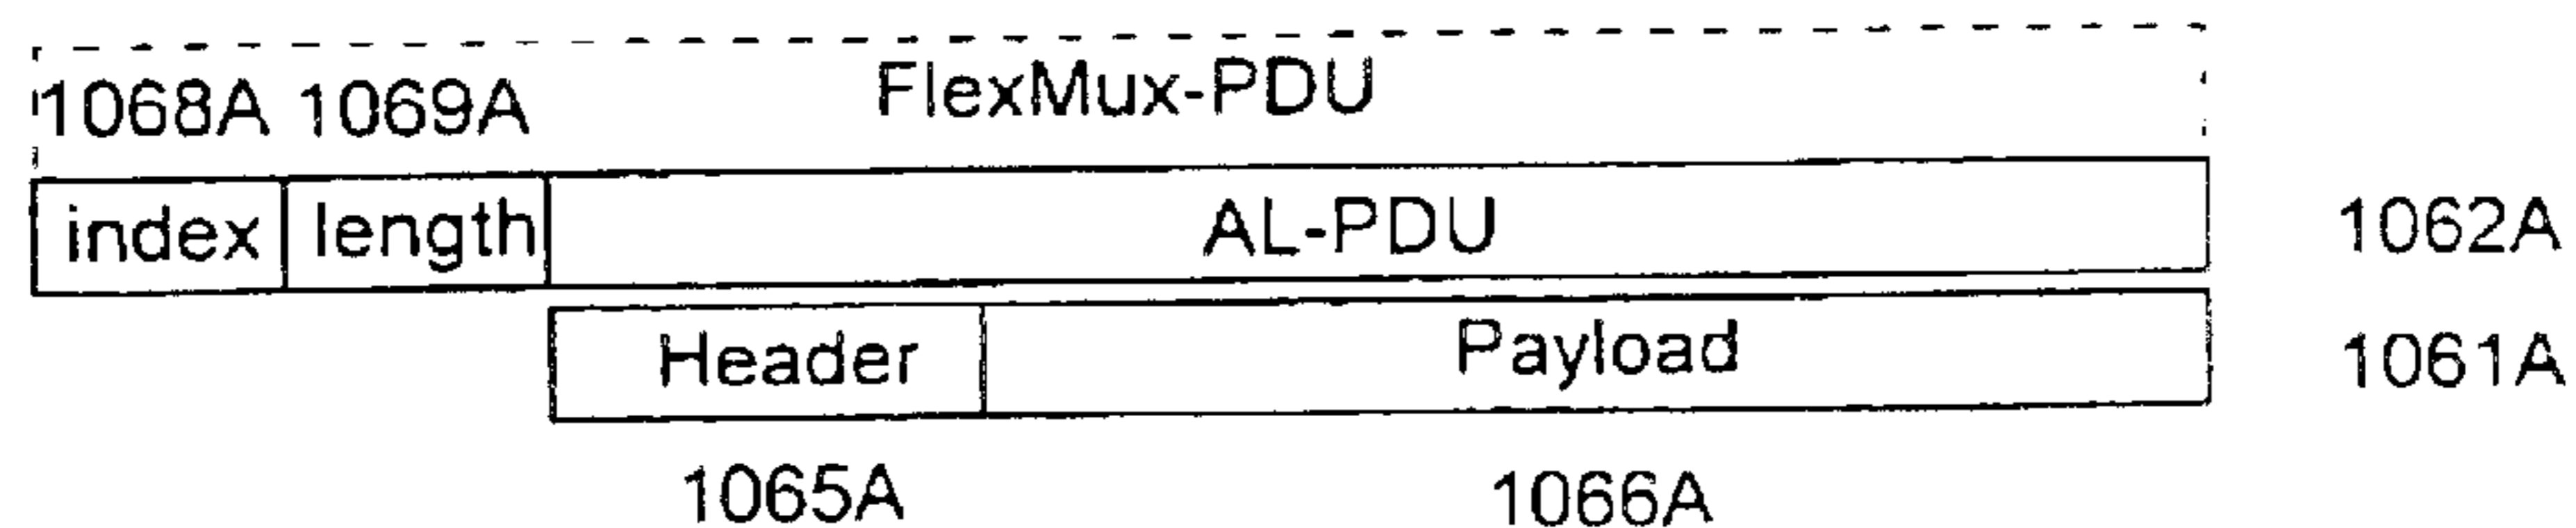 FlexMux-PDU
1068A 1069A
index length AL-PDU 1062A
Header Payload 1061A
1065A 1066A